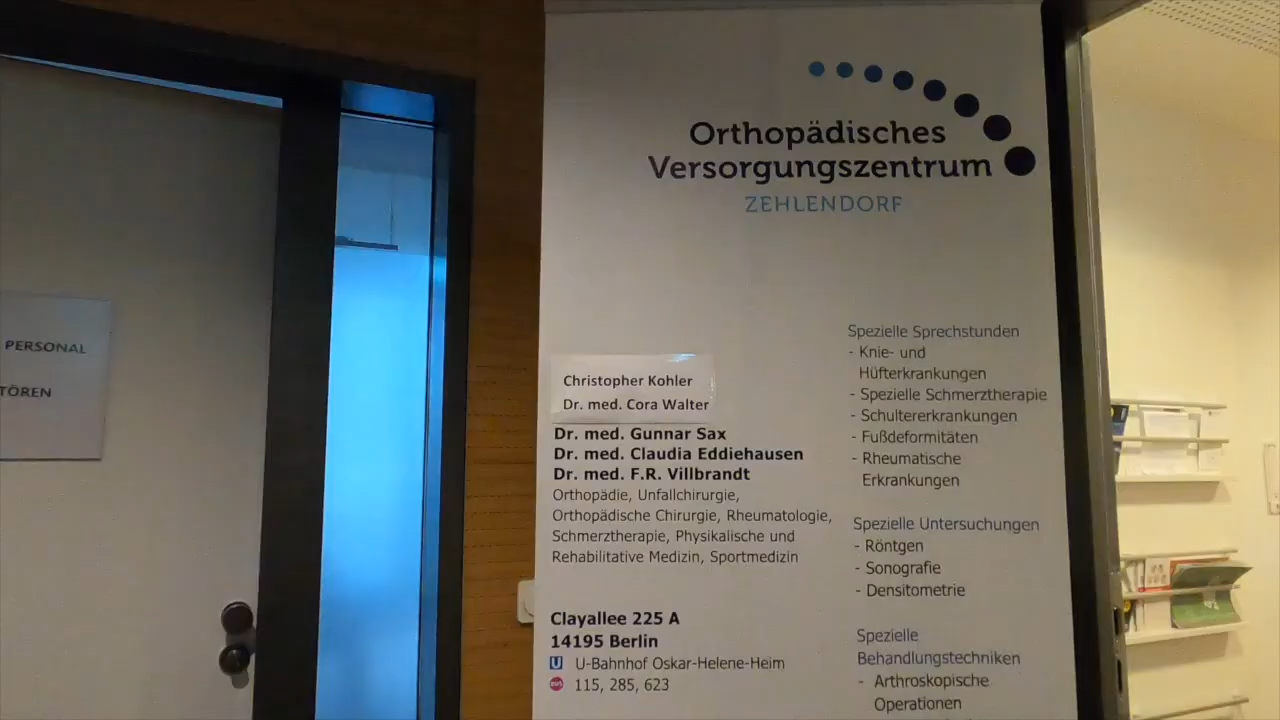 PERSONAL
TÖREN
Orthopädisches
Versorgungszentrum
ZEHLENDORF
Christopher Kohler
Dr. med. Cora Walter
Dr. med. Gunnar Sax
Dr. med. Claudia Eddiehausen
Dr. med. F.R. Villbrandt
Orthopädie, Unfallchirurgie,
Orthopädische Chirurgie, Rheumatologie,
Schmerztherapie, Physikalische und
Rehabilitative Medizin, Sportmedizin
Clayallee 225 A
14195 Berlin
U U-Bahnhof Oskar-Helene-Heim
BUS 115, 285, 623
Spezielle Sprechstunden
- Knie- und
Hüfterkrankungen
- Spezielle Schmerztherapie
- Schultererkrankungen
- Fußdeformitäten
- Rheumatische
Erkrankungen
Spezielle Untersuchungen
- Röntgen
- Sonografie
- Densitometrie
Spezielle
Behandlungstechniken
- Arthroskopische
Operationen